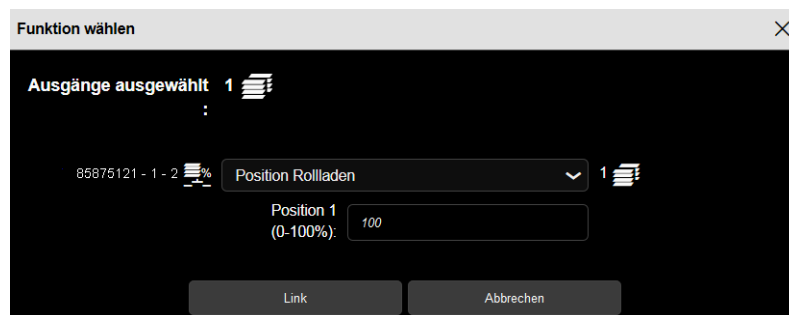 Funktion wählen
Ausgänge ausgewählt : 1
85875121 - 1 - 2 % Position Rollladen 1
Position 1 (0-100%): 100
Link Abbrechen